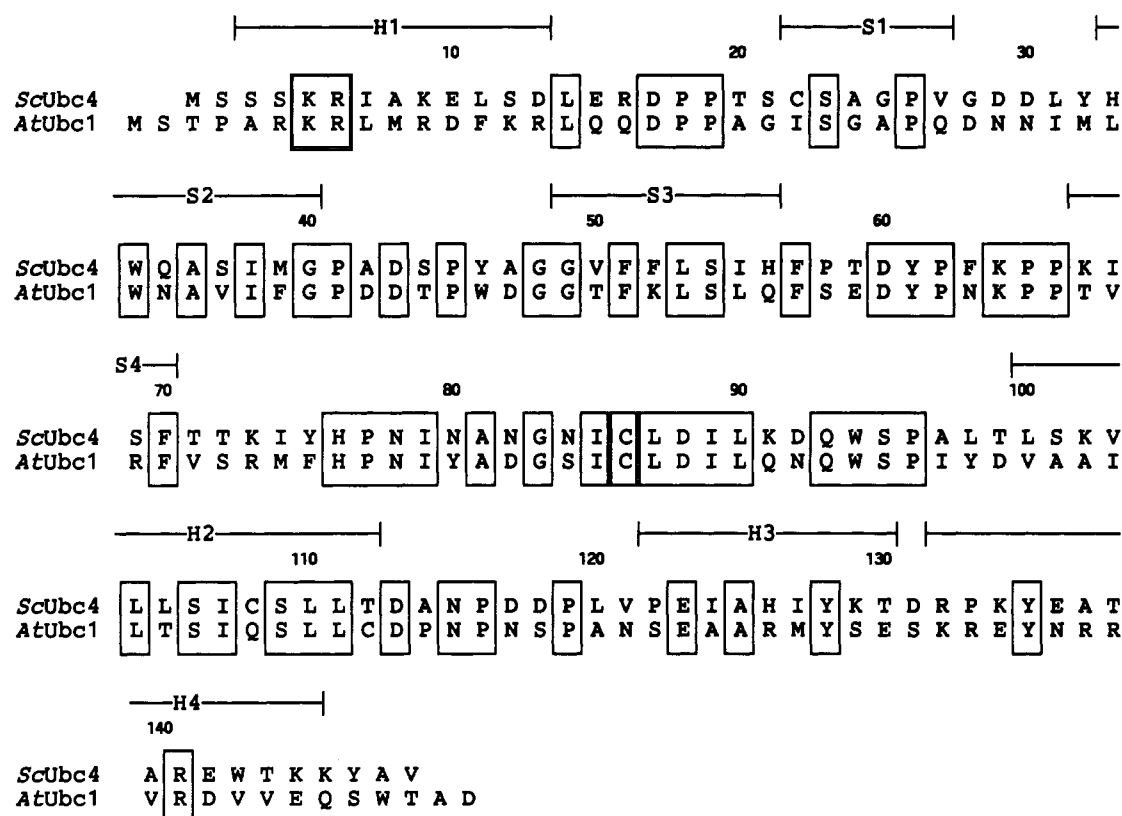 H1 S1
10 20 30
ScUbc4 M S S S K R I A K E L S D L E R D P P T S C S A G P V G D D L Y H
AtUbc1 M S T P A R K R L M R D F K R L Q Q D P P A G I S G A P Q D N N I M L
S2 S3
40 50 60
ScUbc4 W Q A S I M G P A D S P Y A G G V F F L S I H F P T D Y P F K P P K I
AtUbc1 W N A V I F G P D D T P W D G G T F K L S L Q F S E D Y P N K P P T V
S4
70 80 90 100
ScUbc4 S F T T K I Y H P N I N A N G N I C L D I L K D Q W S P A L T L S K V
AtUbc1 R F V S R M F H P N I Y A D G S I C L D I L Q N Q W S P I Y D V A A I
H2 H3
110 120 130
ScUbc4 L L S I C S L L T D A N P D D P L V P E I A H I Y K T D R P K Y E A T
AtUbc1 L T S I Q S L L C D P N P N S P A N S E A A R M Y S E S K R E Y N R R
H4
140
ScUbc4 A R E W T K K Y A V
AtUbc1 V R D V V E Q S W T A D